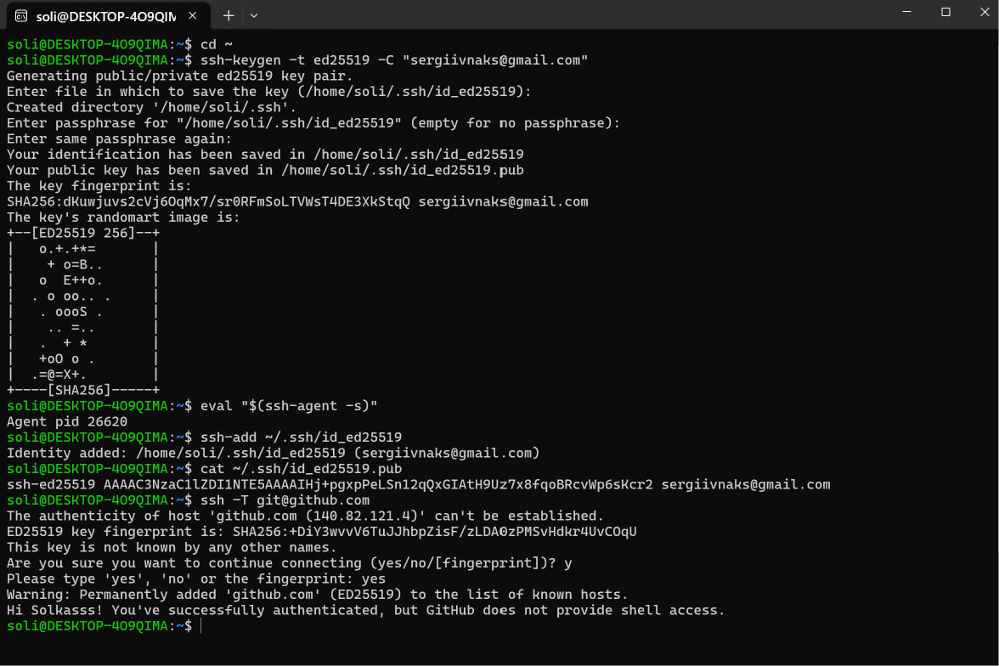 soli@DESKTOP-4O9QIM
soli@DESKTOP-4O9QIMA:~$ cd ~
soli@DESKTOP-4O9QIMA:~$ ssh-keygen -t ed25519 -C "sergiivnaks@gmail.com"
Generating public/private ed25519 key pair.
Enter file in which to save the key (/home/soli/.ssh/id_ed25519):
Created directory '/home/soli/.ssh'.
Enter passphrase for "/home/soli/.ssh/id_ed25519" (empty for no passphrase):
Enter same passphrase again:
Your identification has been saved in /home/soli/.ssh/id_ed25519
Your public key has been saved in /home/soli/.ssh/id_ed25519.pub
The key fingerprint is:
SHA256:dKuwjuvs2cVj6OqMx7/sr0RFmSoLTVWsT4DE3XkStqQ sergiivnaks@gmail.com
The key's randomart image is:
+--[ED25519 256]--+
|   o.+.+*=       |
|    + o=B..      |
|   o  E++o.      |
|  . o oo.. .     |
|   . oooS .      |
|    .. =..       |
|   .  + *        |
|   +oO o .       |
|  .=@=X+.        |
+----[SHA256]-----+
soli@DESKTOP-4O9QIMA:~$ eval "$(ssh-agent -s)"
Agent pid 26620
soli@DESKTOP-4O9QIMA:~$ ssh-add ~/.ssh/id_ed25519
Identity added: /home/soli/.ssh/id_ed25519 (sergiivnaks@gmail.com)
soli@DESKTOP-4O9QIMA:~$ cat ~/.ssh/id_ed25519.pub
ssh-ed25519 AAAAC3NzaC1lZDI1NTE5AAAAIHj+pgxpPeLSn12qQxGIAtH9Uz7x8fqoBRcvWp6sKcr2 sergiivnaks@gmail.com
soli@DESKTOP-4O9QIMA:~$ ssh -T git@github.com
The authenticity of host 'github.com (140.82.121.4)' can't be established.
ED25519 key fingerprint is: SHA256:+DiY3wvvV6TuJJhbpZisF/zLDA0zPMSvHdkr4UvCOqU
This key is not known by any other names.
Are you sure you want to continue connecting (yes/no/[fingerprint])? y
Please type 'yes', 'no' or the fingerprint: yes
Warning: Permanently added 'github.com' (ED25519) to the list of known hosts.
Hi Solkasss! You've successfully authenticated, but GitHub does not provide shell access.
soli@DESKTOP-4O9QIMA:~$